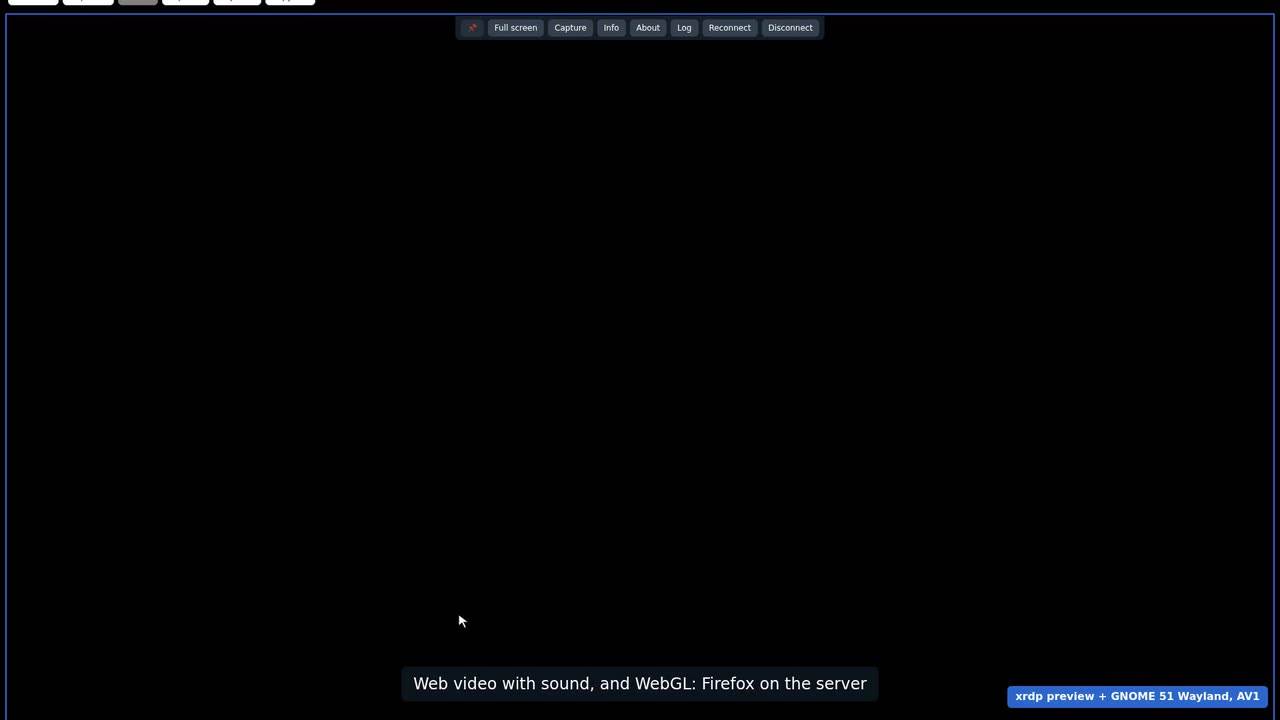 Full screen
Capture
Info
About
Log
Reconnect
Disconnect
Web video with sound, and WebGL: Firefox on the server
xrdp preview + GNOME 51 Wayland, AV1